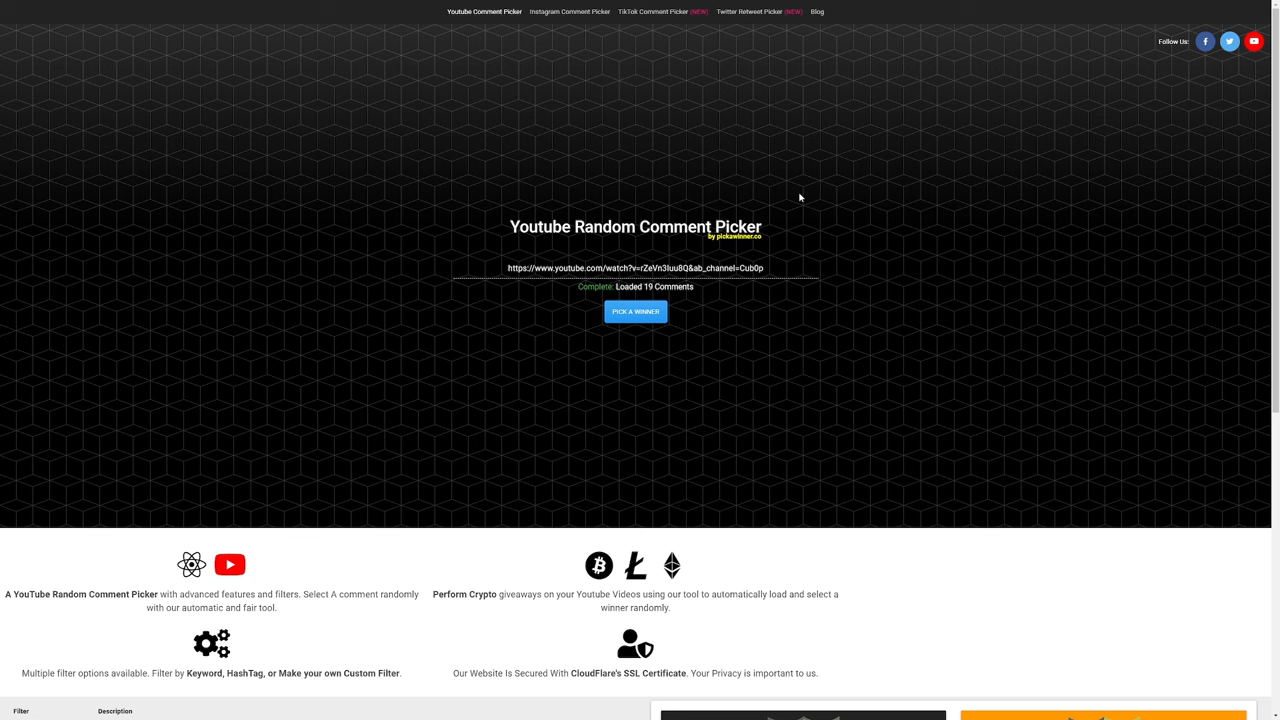 Youtube Comment Picker Instagram Comment Picker TikTok Comment Picker (NEW) Twitter Retweet Picker (NEW) Blog
Follow Us:
Youtube Random Comment Picker
by pickawinner.co
https://www.youtube.com/watch?v=rZeVn3Iuu8Q&ab_channel=Cub0p
Complete: Loaded 19 Comments
PICK A WINNER
A YouTube Random Comment Picker with advanced features and filters. Select A comment randomly
with our automatic and fair tool.
Perform Crypto giveaways on your Youtube Videos using our tool to automatically load and select a
winner randomly.
Multiple filter options available. Filter by Keyword, HashTag, or Make your own Custom Filter.
Our Website Is Secured With CloudFlare's SSL Certificate. Your Privacy is important to us.
Filter Description